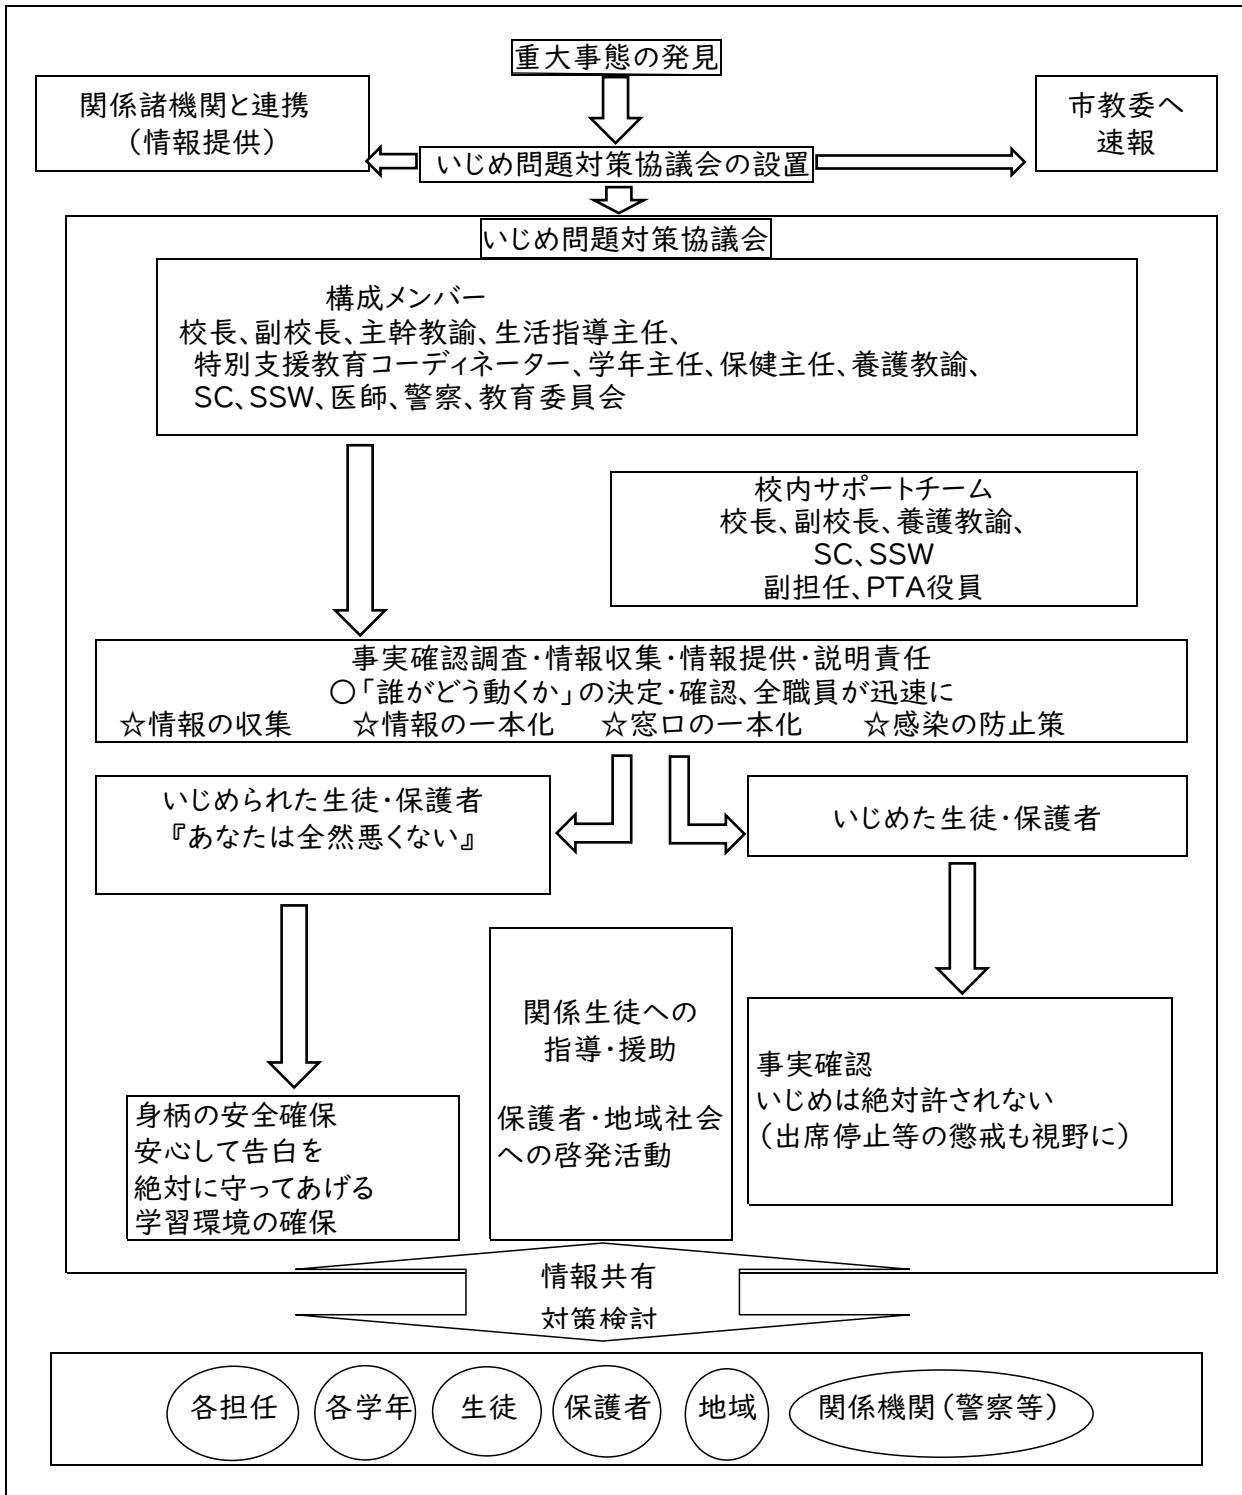 重大事態の発見
関係諸機関と連携
（情報提供）
市教委へ
速報
いじめ問題対策協議会の設置
いじめ問題対策協議会
構成メンバー
校長、副校長、主幹教諭、生活指導主任、
特別支援教育コーディネーター、学年主任、保健主任、養護教諭、
SC、SSW、医師、警察、教育委員会
校内サポートチーム
校長、副校長、養護教諭、
SC、SSW
副担任、PTA役員
事実確認調査・情報収集・情報提供・説明責任
○「誰がどう動くか」の決定・確認、全職員が迅速に
☆情報の収集 ☆情報の一本化 ☆窓口の一本化 ☆感染の防止策
いじめられた生徒・保護者
『あなたは全然悪くない』
いじめた生徒・保護者
関係生徒への
指導・援助
保護者・地域社会
への啓発活動
事実確認
いじめは絶対許されない
（出席停止等の懲戒も視野に）
身柄の安全確保
安心して告白を
絶対に守ってあげる
学習環境の確保
情報共有
対策検討
各担任 各学年 生徒 保護者 地域 関係機関（警察等）